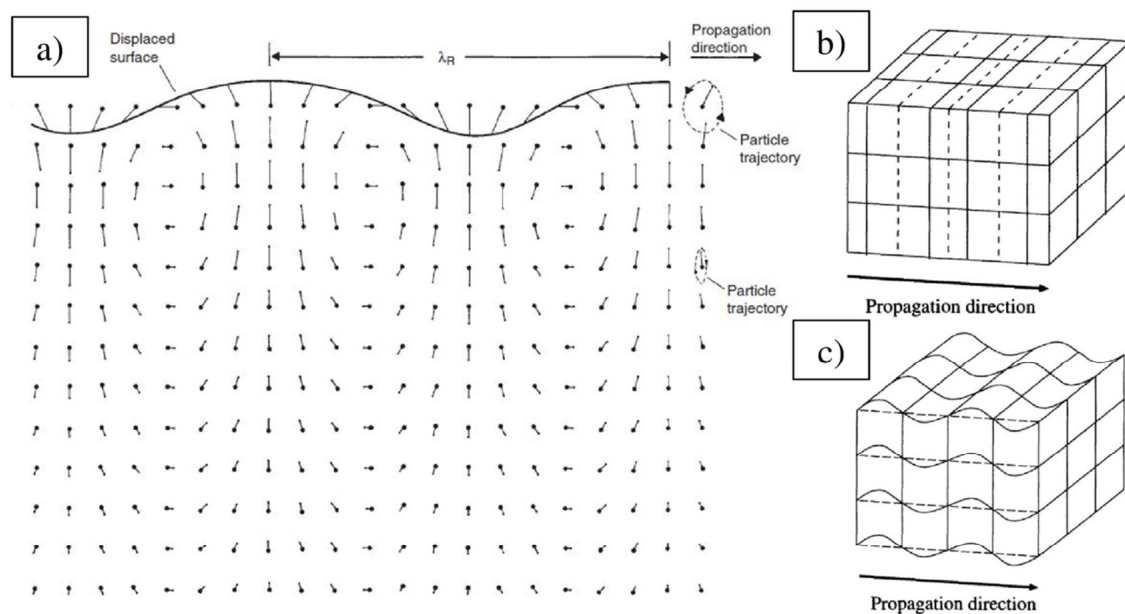 a)
Displaced
surface
λR
Propagation
direction
Particle
trajectory
Particle
trajectory
b)
Propagation direction
c)
Propagation direction